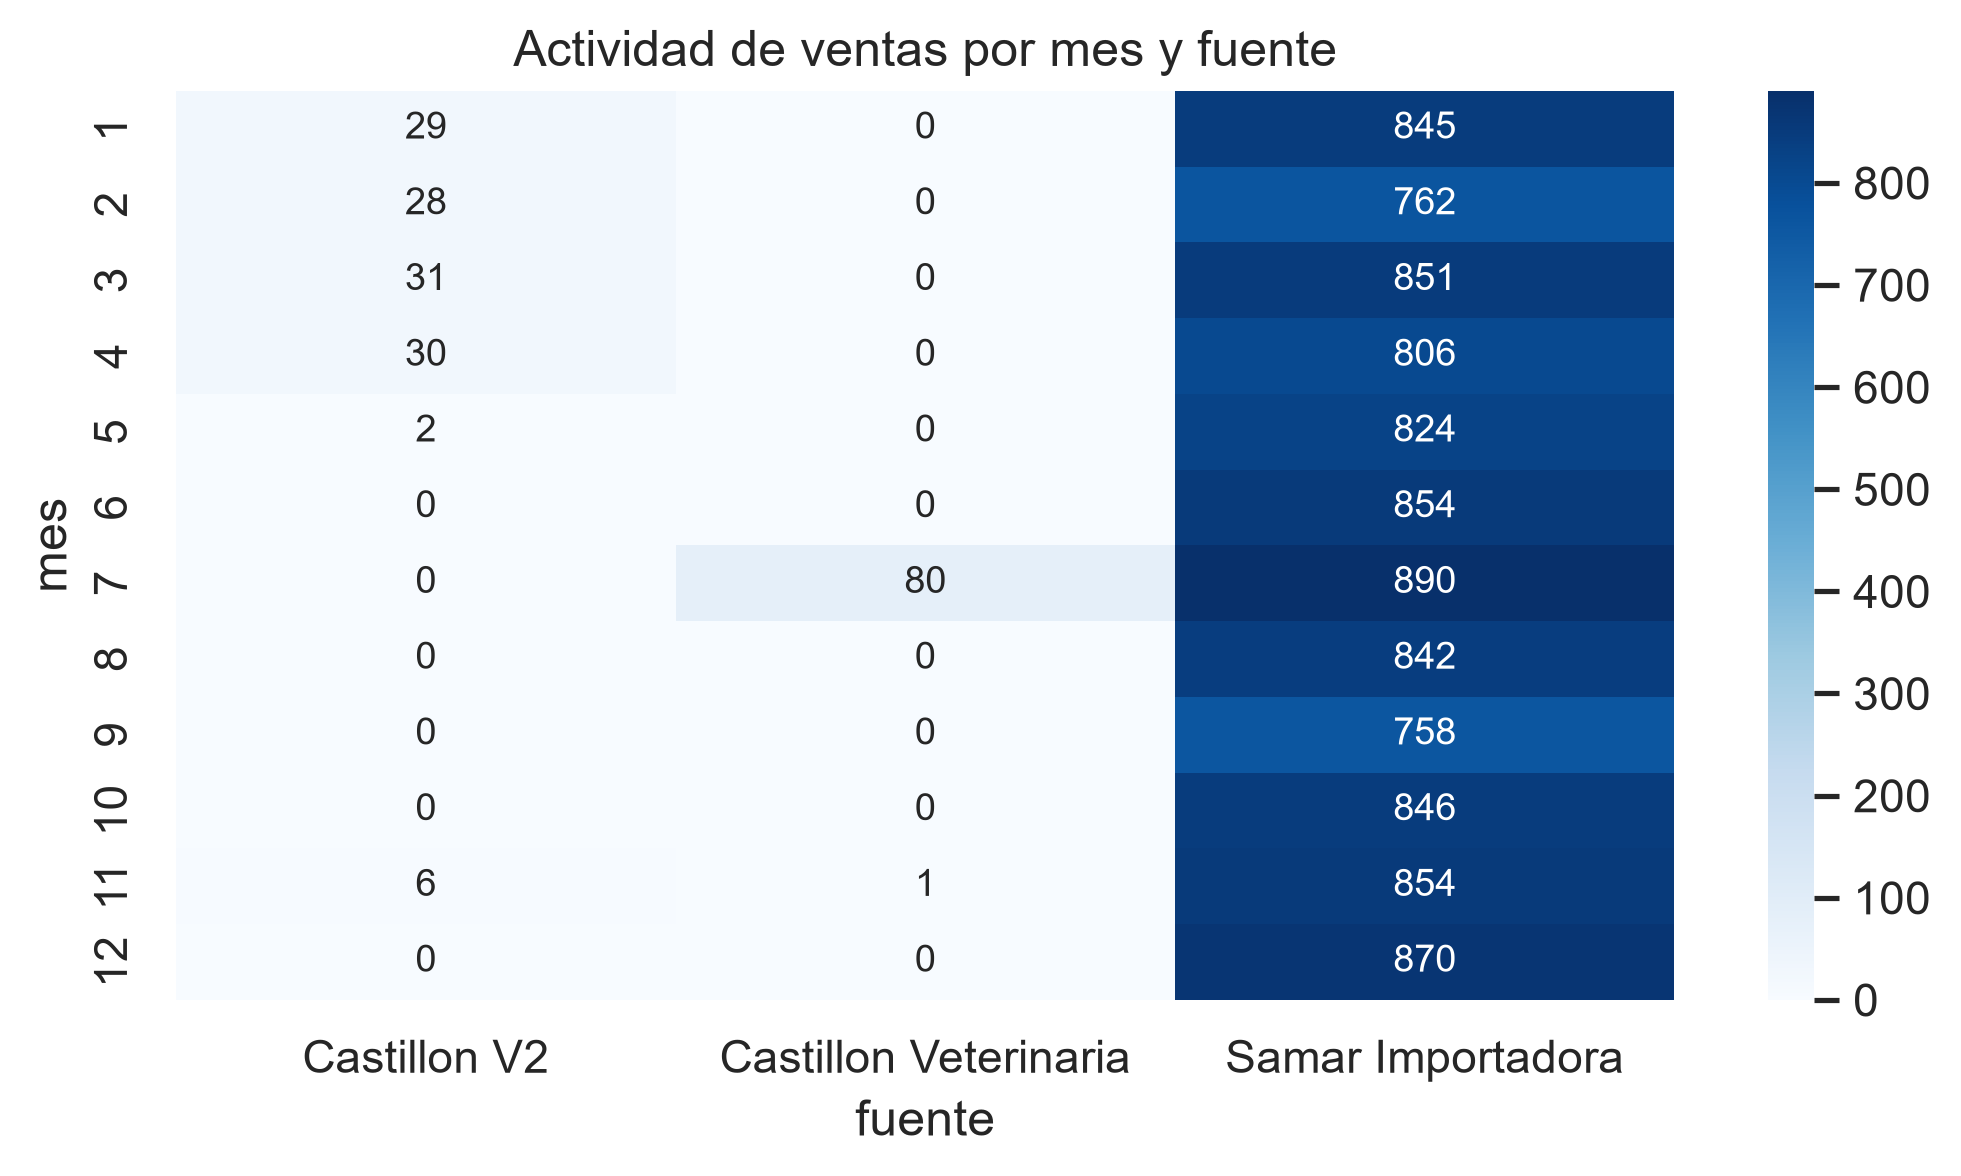 Actividad de ventas por mes y fuente
1 29 0 845
2 28 0 762
3 31 0 851
4 30 0 806
5 2 0 824
6 0 0 854
7 0 80 890
8 0 0 842
9 0 0 758
10 0 0 846
11 6 1 854
12 0 0 870
mes
Castillon V2 Castillon Veterinaria Samar Importadora
fuente
800
700
600
500
400
300
200
100
0